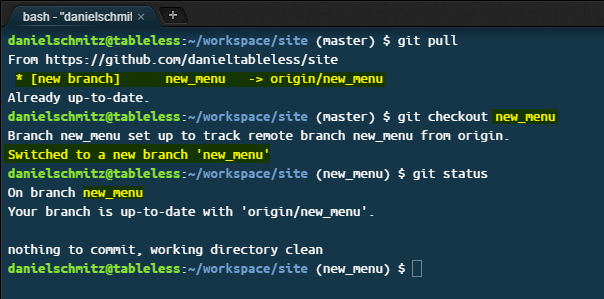 bash - "danielschmit ×
+
danielschmitz@tableless:~/workspace/site (master) $ git pull
From https://github.com/danieltableless/site
 * [new branch]      new_menu   -> origin/new_menu
Already up-to-date.
danielschmitz@tableless:~/workspace/site (master) $ git checkout new_menu
Branch new_menu set up to track remote branch new_menu from origin.
Switched to a new branch 'new_menu'
danielschmitz@tableless:~/workspace/site (new_menu) $ git status
On branch new_menu
Your branch is up-to-date with 'origin/new_menu'.
nothing to commit, working directory clean
danielschmitz@tableless:~/workspace/site (new_menu) $